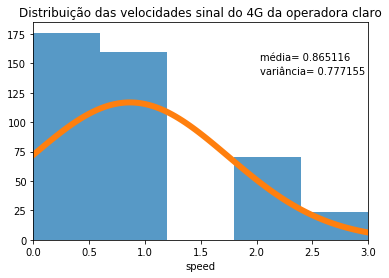 Distribuição das velocidades sinal do 4G da operadora claro
175
150
125
100
75
50
25
0
média= 0.865116
variância= 0.777155
0.0 0.5 1.0 1.5 2.0 2.5 3.0
speed